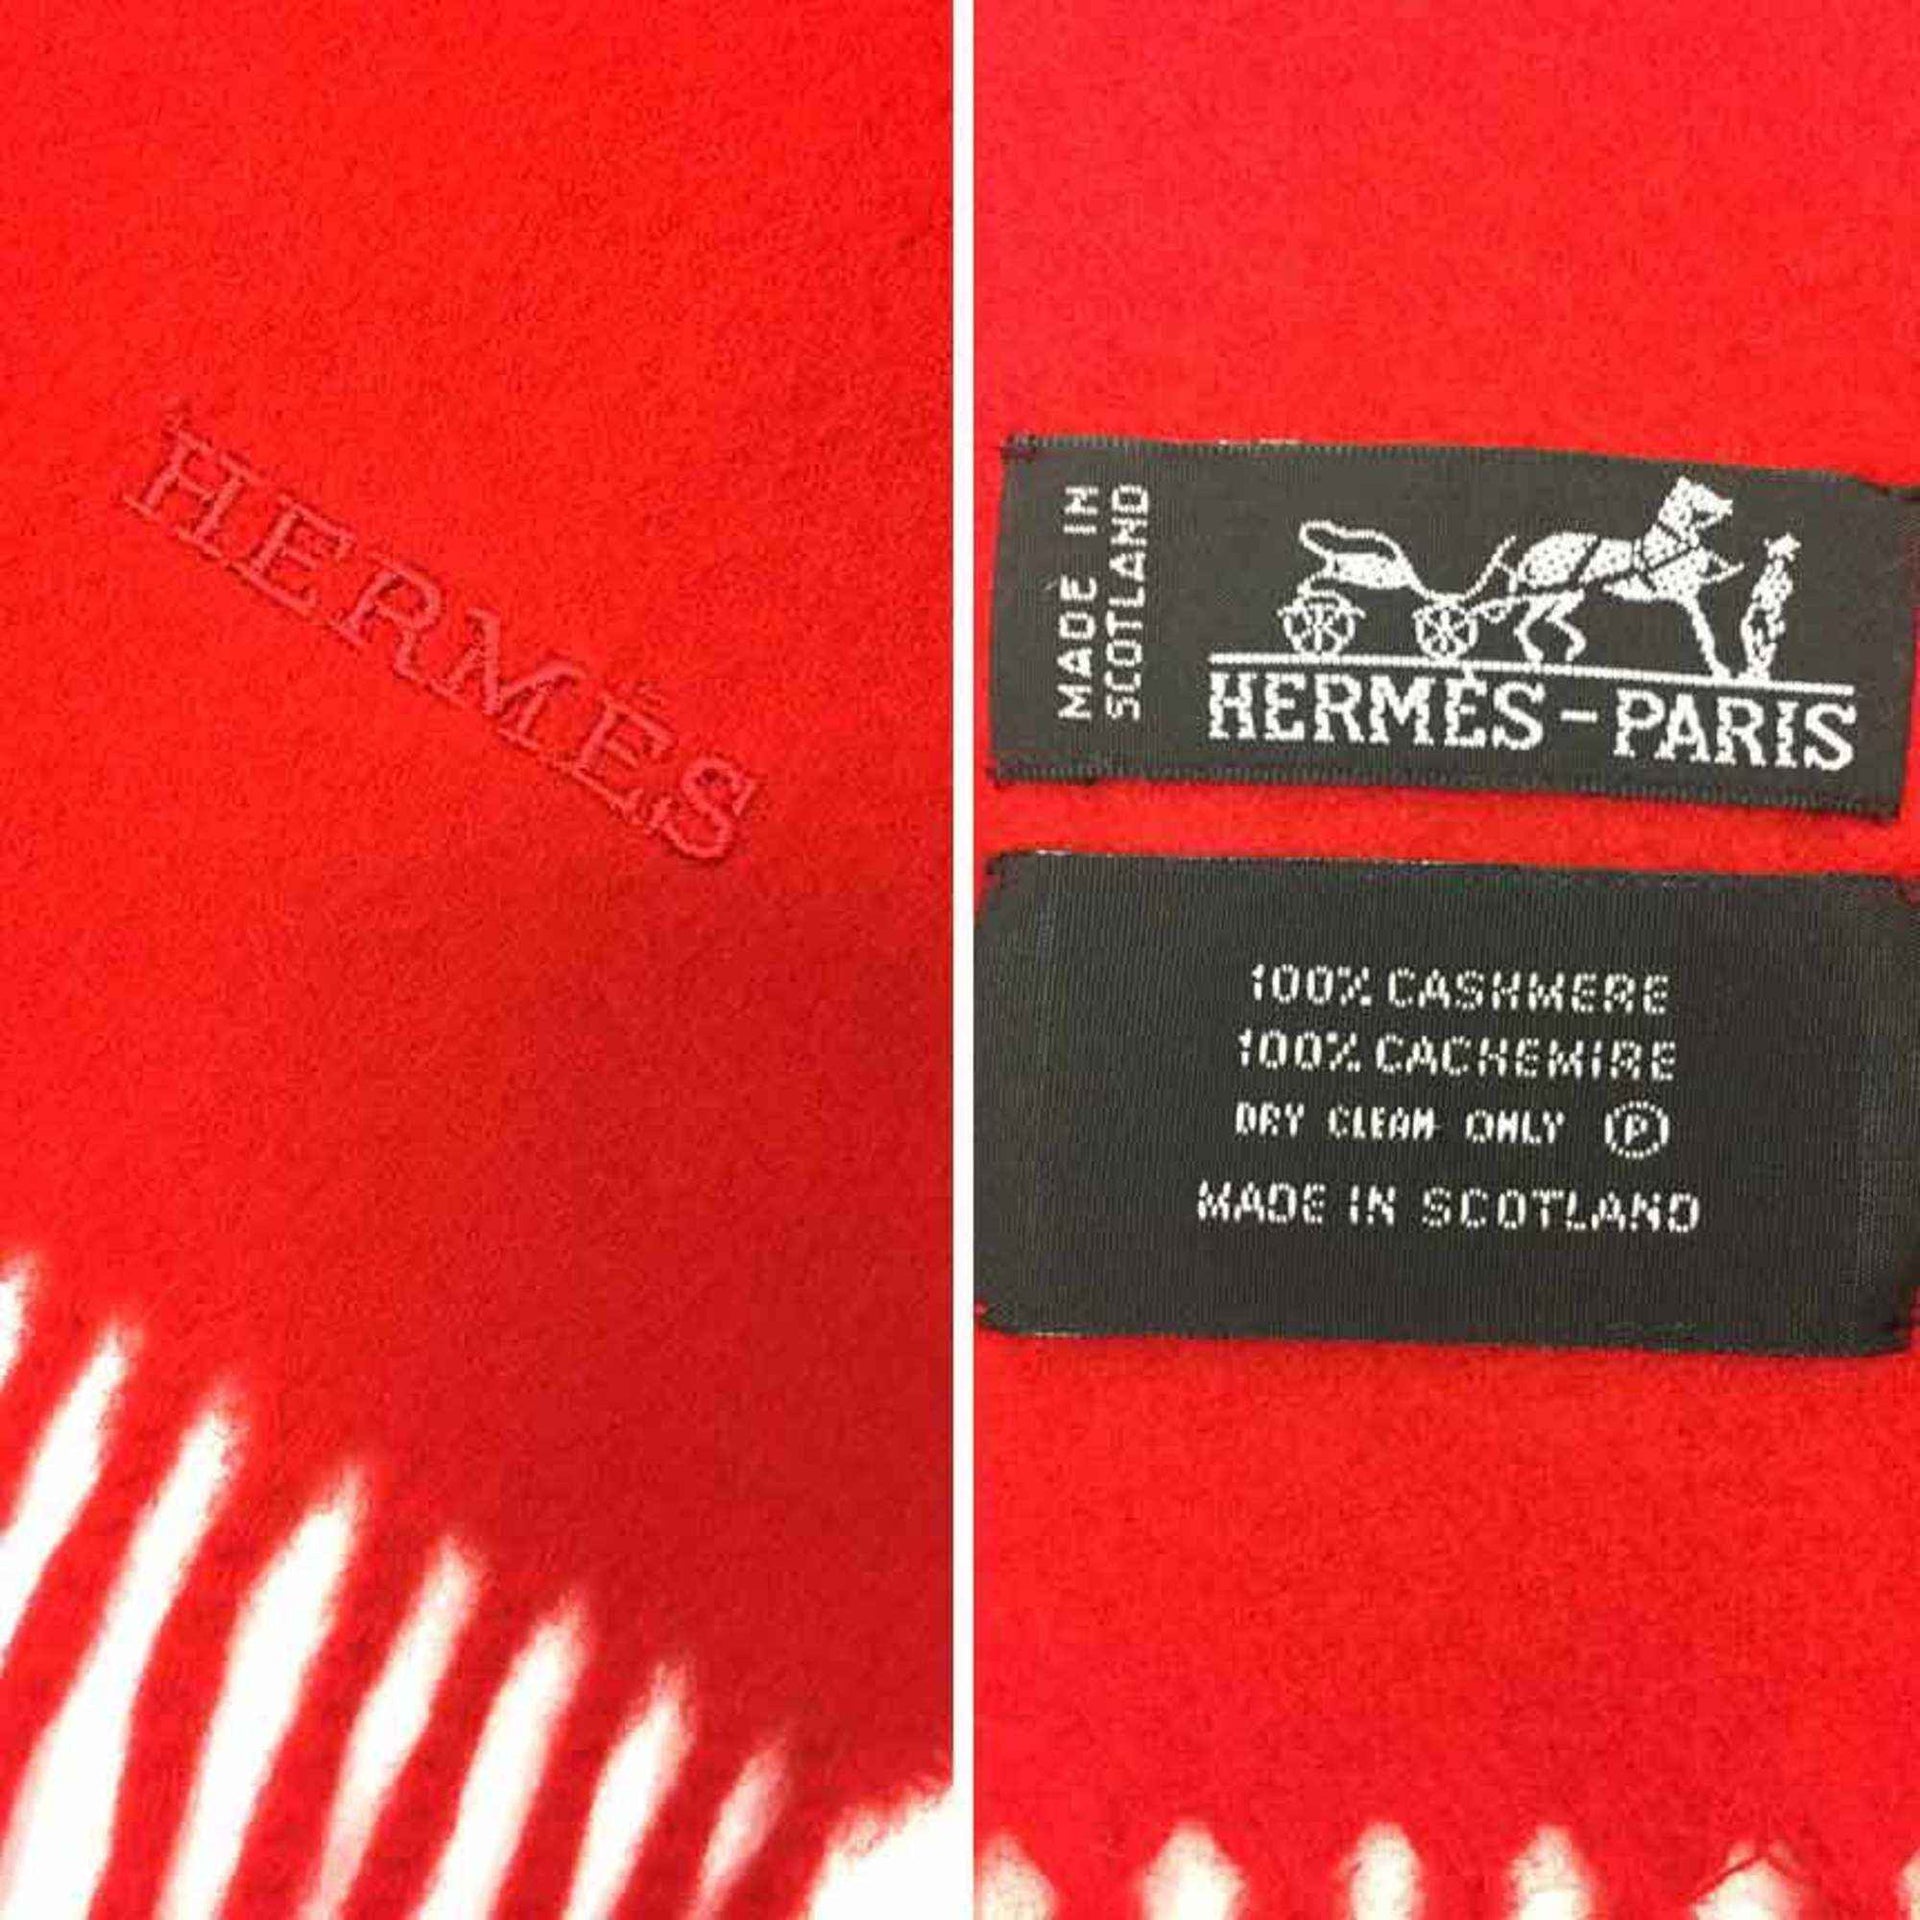 HERMÈS
MADE IN
SCOTLAND
HERMÈS-PARIS
100% CASHMERE
100% CACHEMIRE
DRY CLEAN ONLY Ⓟ
MADE IN SCOTLAND